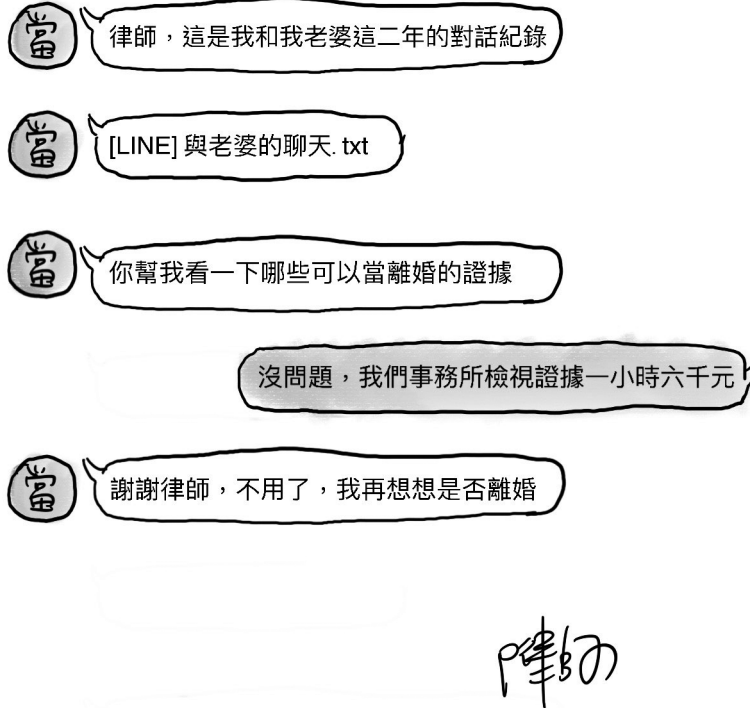 當
律師，這是我和我老婆這二年的對話紀錄
當
[LINE] 與老婆的聊天. txt
當
你幫我看一下哪些可以當離婚的證據
沒問題，我們事務所檢視證據一小時六千元
當
謝謝律師，不用了，我再想想是否離婚